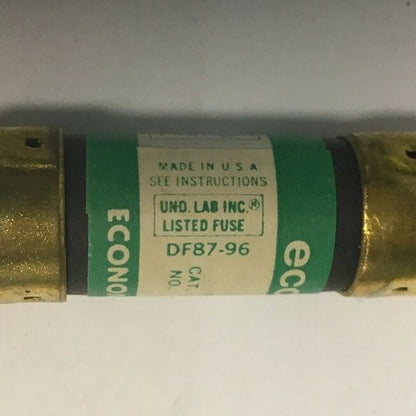 MADE IN U S A
SEE INSTRUCTIONS
UND. LAB INC.®
LISTED FUSE
DF87-96
CAT.
NO.
ECONO
eco